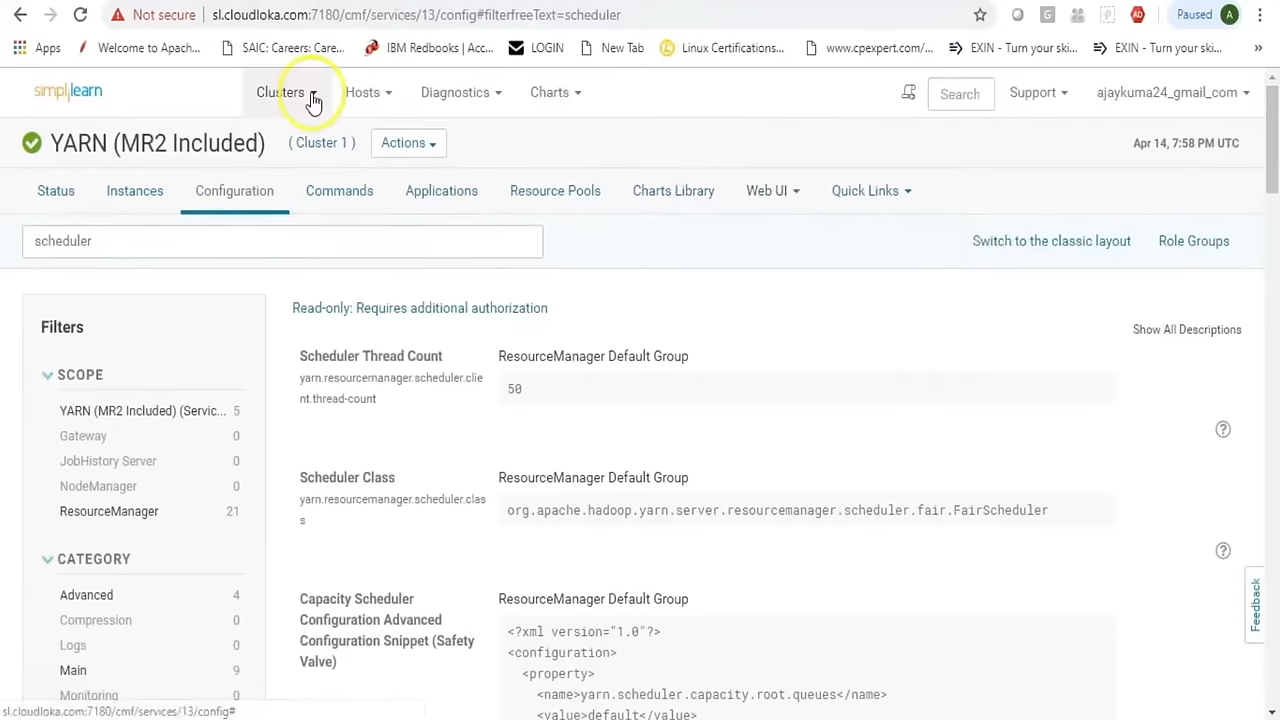 Not secure | sl.cloudloka.com:7180/cmf/services/13/config#filterfreeText=scheduler
Paused A
Apps Welcome to Apach... SAIC: Careers: Care... IBM Redbooks | Acc... LOGIN New Tab Linux Certifications... www.cpexpert.com/... EXIN - Turn your ski... EXIN - Turn your ski... »
simplilearn Clusters Hosts Diagnostics Charts Search Support ajaykuma24_gmail_com
YARN (MR2 Included) ( Cluster 1 ) Actions Apr 14, 7:58 PM UTC
Status Instances Configuration Commands Applications Resource Pools Charts Library Web UI Quick Links
scheduler Switch to the classic layout Role Groups
Read-only: Requires additional authorization
Filters
Show All Descriptions
SCOPE
YARN (MR2 Included) (Servic... 5
Gateway 0
JobHistory Server 0
NodeManager 0
ResourceManager 21
CATEGORY
Advanced 4
Compression 0
Logs 0
Main 9
Monitoring 0
Scheduler Thread Count ResourceManager Default Group
yarn.resourcemanager.scheduler.clie
nt.thread-count
50
?
Scheduler Class ResourceManager Default Group
yarn.resourcemanager.scheduler.clas
s
org.apache.hadoop.yarn.server.resourcemanager.scheduler.fair.FairScheduler
?
Capacity Scheduler
Configuration Advanced
Configuration Snippet (Safety
Valve)
ResourceManager Default Group
<?xml version="1.0"?>
<configuration>
<property>
<name>yarn.scheduler.capacity.root.queues</name>
<value>default</value>
Feedback
sl.cloudloka.com:7180/cmf/services/13/config#